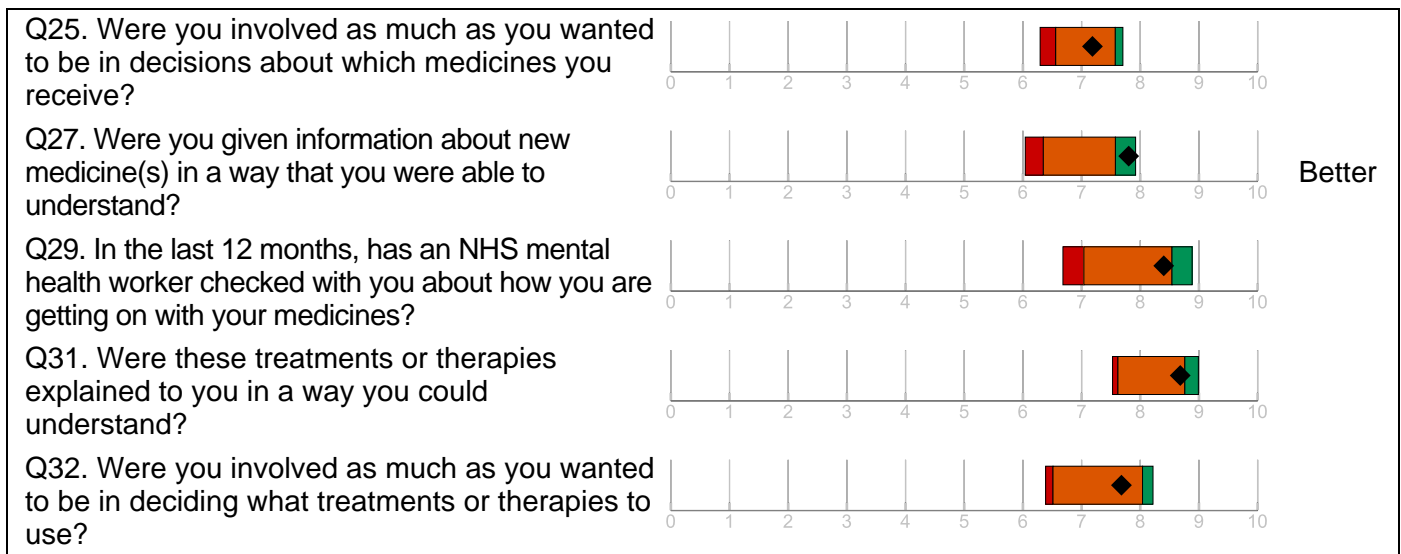 Q25. Were you involved as much as you wanted
to be in decisions about which medicines you
receive?
0 1 2 3 4 5 6 7 8 9 10
Q27. Were you given information about new
medicine(s) in a way that you were able to
understand?
0 1 2 3 4 5 6 7 8 9 10
Better
Q29. In the last 12 months, has an NHS mental
health worker checked with you about how you are
getting on with your medicines?
0 1 2 3 4 5 6 7 8 9 10
Q31. Were these treatments or therapies
explained to you in a way you could
understand?
0 1 2 3 4 5 6 7 8 9 10
Q32. Were you involved as much as you wanted
to be in deciding what treatments or therapies to
use?
0 1 2 3 4 5 6 7 8 9 10